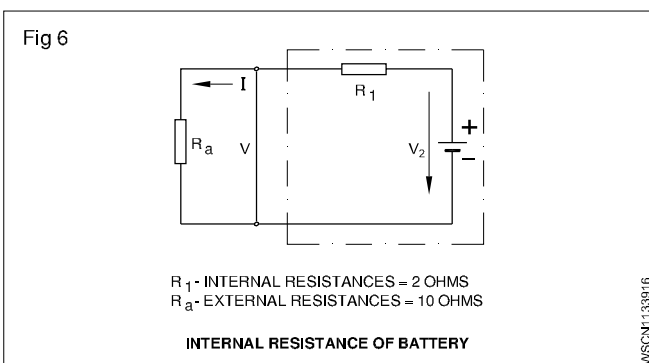 Fig 6
I
R1
Ra
V
V2
+
−
R1- INTERNAL RESISTANCES = 2 OHMS
Ra- EXTERNAL RESISTANCES = 10 OHMS
INTERNAL RESISTANCE OF BATTERY
WSCN1133916